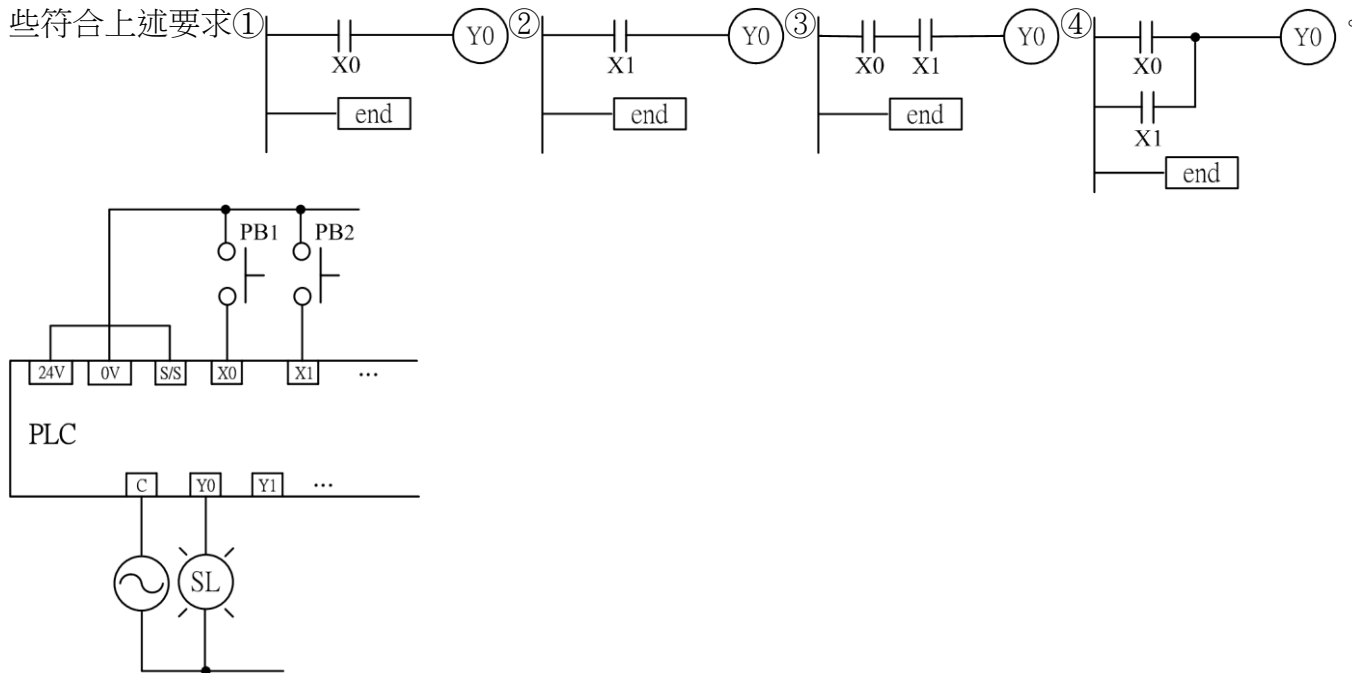 些符合上述要求① Y0 ② Y0 ③ Y0 ④ Y0 。
X0 X1 X0 X1 X0
end end end X1
end
PB1 PB2
24V 0V S/S X0 X1 ...
PLC
C Y0 Y1 ...
SL